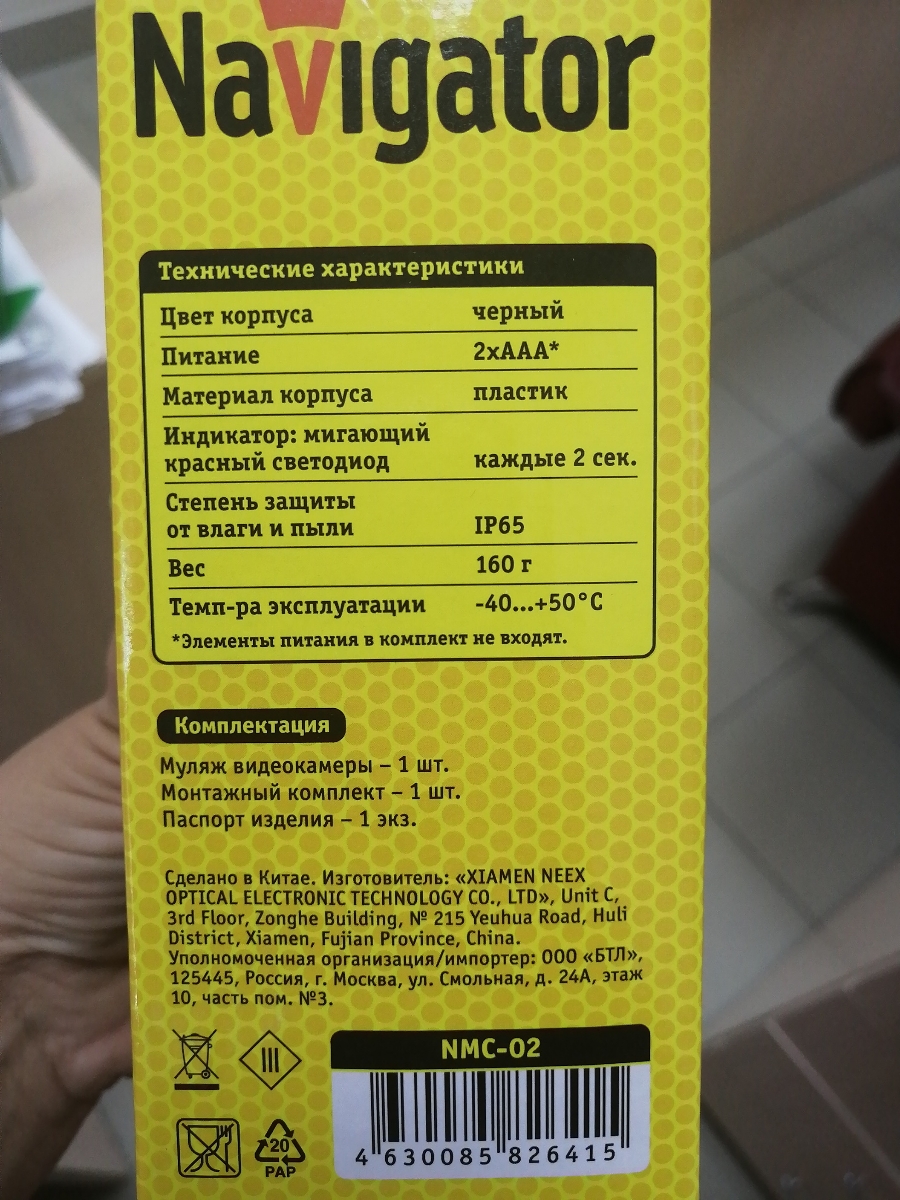 Navigator
Технические характеристики
Цвет корпуса черный
Питание 2хААА*
Материал корпуса пластик
Индикатор: мигающий
красный светодиод каждые 2 сек.
Степень защиты
от влаги и пыли IP65
Вес 160 г
Темп-ра эксплуатации -40...+50°C
*Элементы питания в комплект не входят.
Комплектация
Муляж видеокамеры – 1 шт.
Монтажный комплект – 1 шт.
Паспорт изделия – 1 экз.
Сделано в Китае. Изготовитель: «XIAMEN NEEX
OPTICAL ELECTRONIC TECHNOLOGY CO., LTD», Unit C,
3rd Floor, Zonghe Building, № 215 Yeuhua Road, Huli
District, Xiamen, Fujian Province, China.
Уполномоченная организация/импортер: ООО «БТЛ»,
125445, Россия, г. Москва, ул. Смольная, д. 24А, этаж
10, часть пом. №3.
III
NMC-02
20
PAP
4 630085 826415